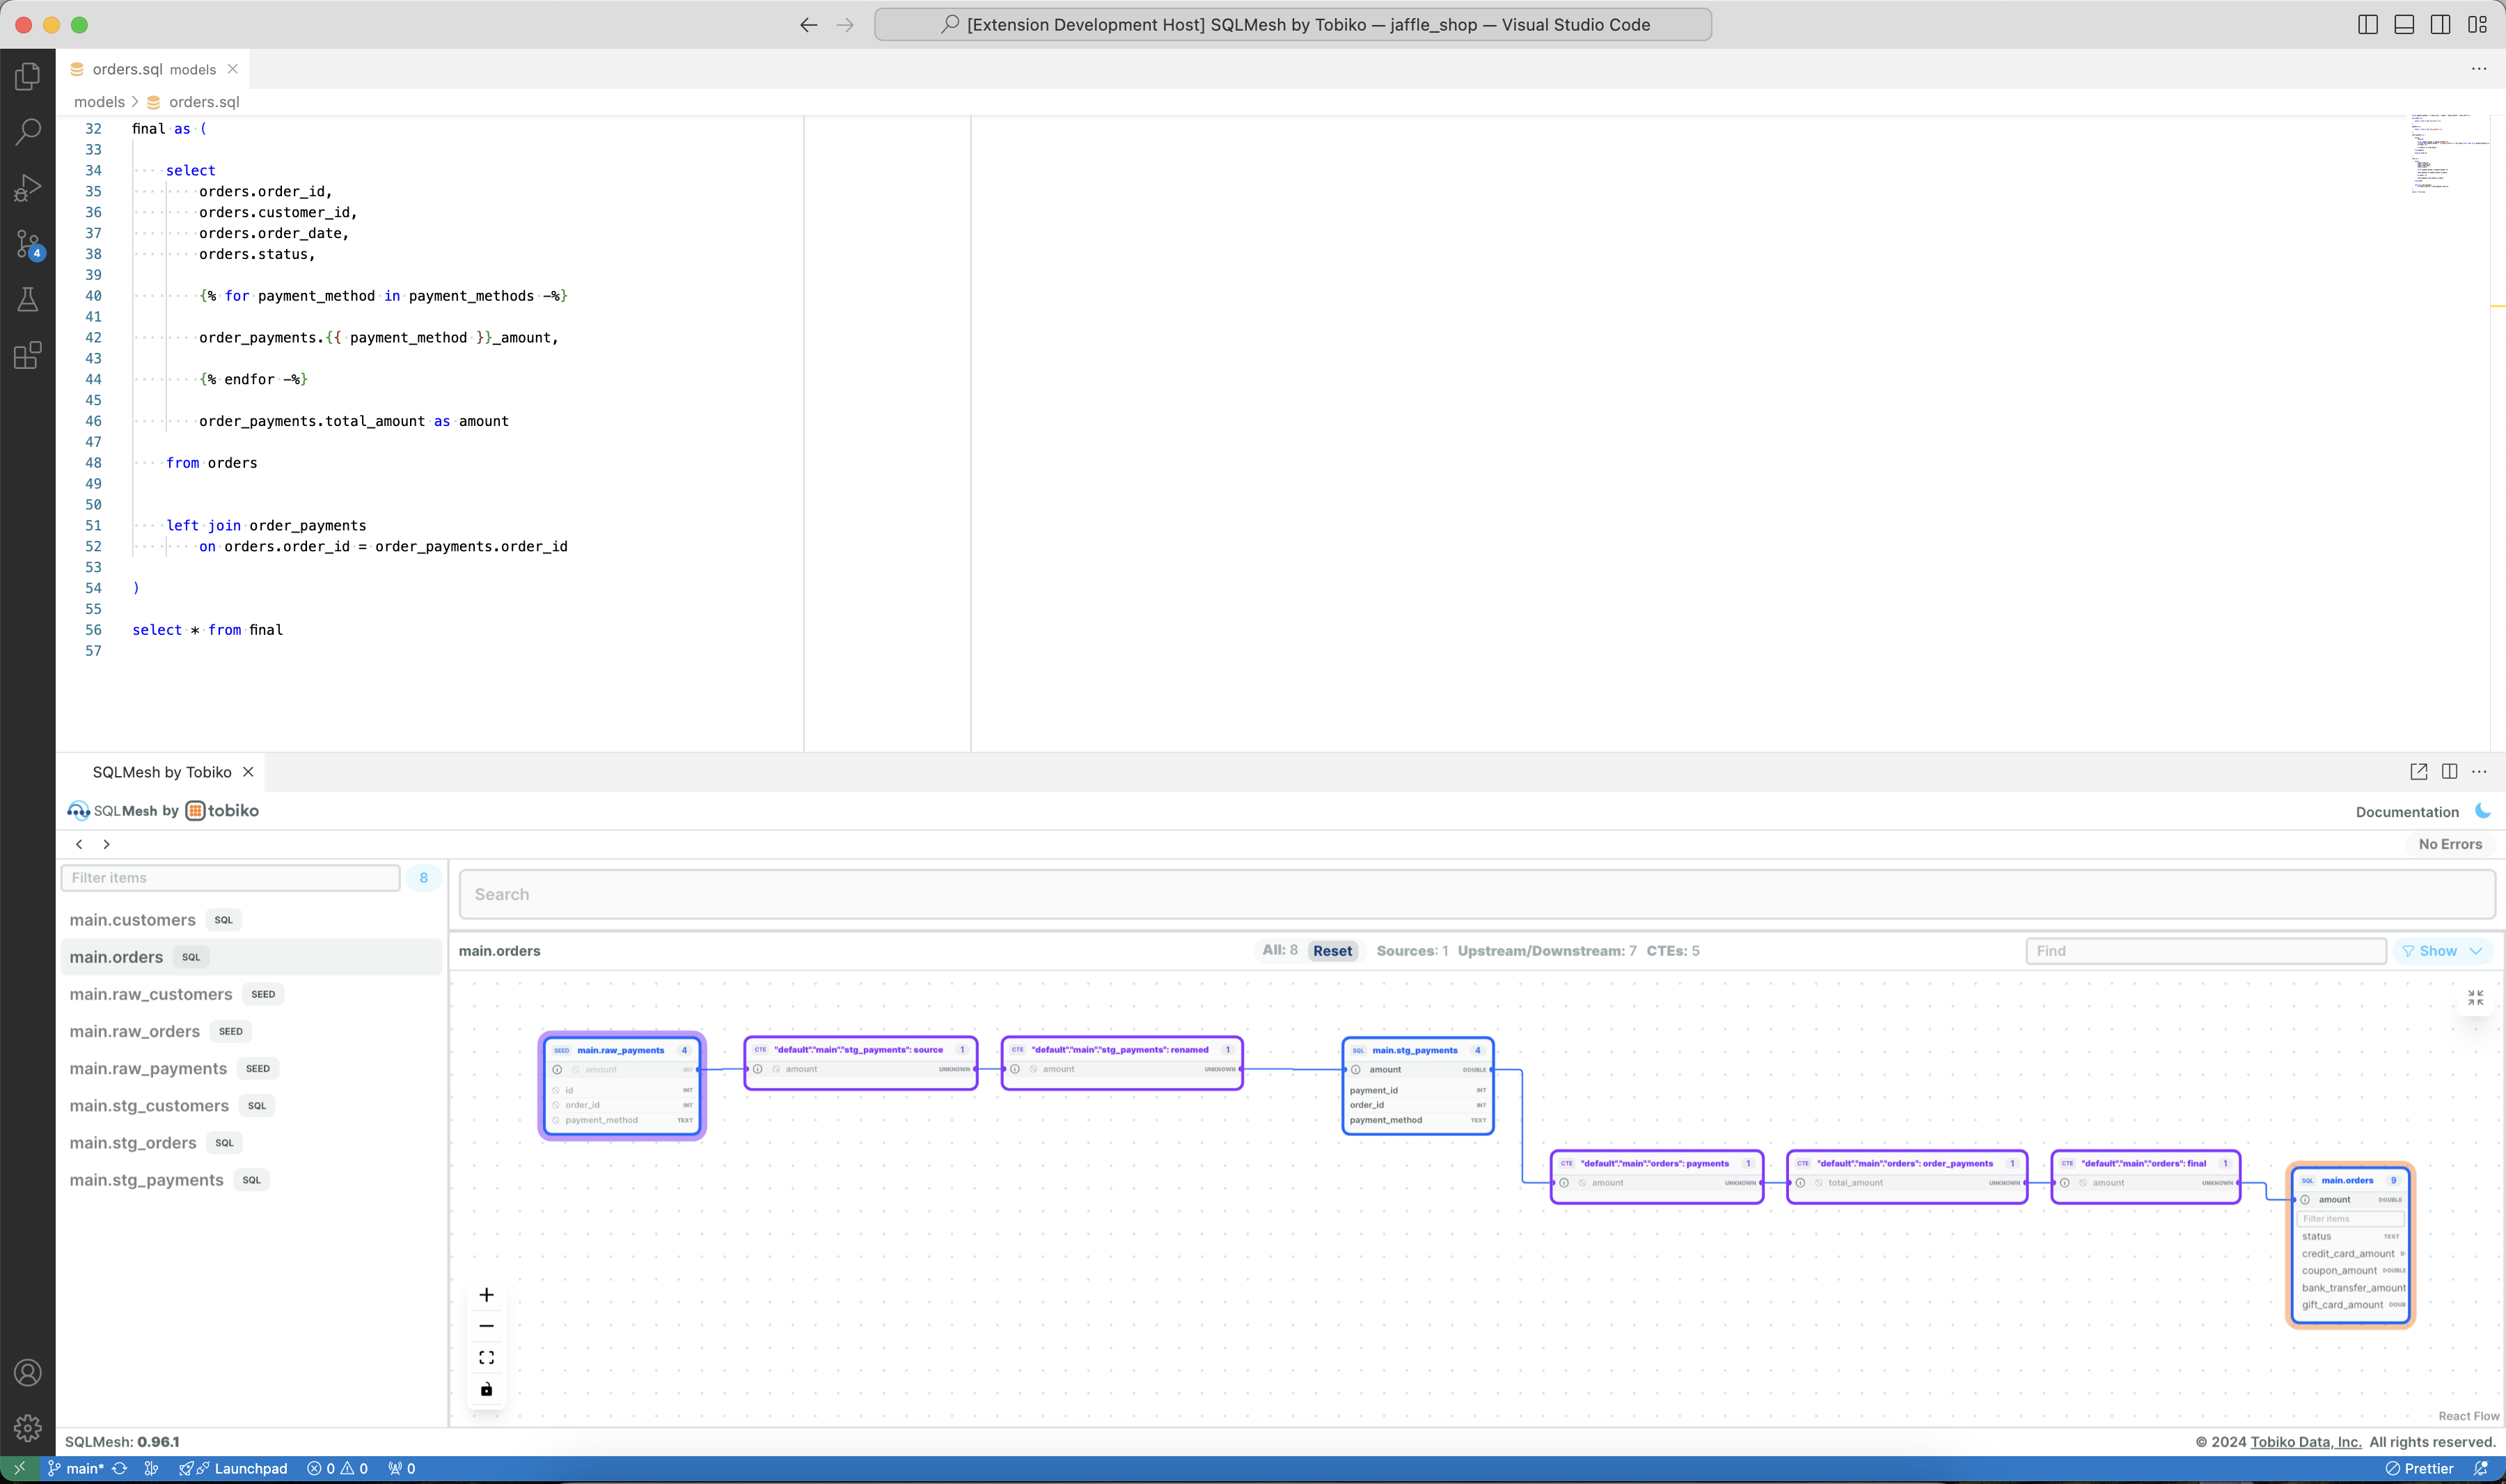 [Extension Development Host] SQLMesh by Tobiko — jaffle_shop — Visual Studio Code
orders.sql models
models > orders.sql
32 final as (
33
34 select
35 orders.order_id,
36 orders.customer_id,
37 orders.order_date,
38 orders.status,
39
40 {% for payment_method in payment_methods -%}
41
42 order_payments.{{ payment_method }}_amount,
43
44 {% endfor -%}
45
46 order_payments.total_amount as amount
47
48 from orders
49
50
51 left join order_payments
52 on orders.order_id = order_payments.order_id
53
54 )
55
56 select * from final
57
4
SQLMesh by Tobiko
SQLMesh by tobiko
Documentation
No Errors
Filter items 8
main.customers SQL
main.orders SQL
main.raw_customers SEED
main.raw_orders SEED
main.raw_payments SEED
main.stg_customers SQL
main.stg_orders SQL
main.stg_payments SQL
Search
main.orders All: 8 Reset Sources: 1 Upstream/Downstream: 7 CTEs: 5 Find Show
SEED main.raw_payments 4
amount INT
id INT
order_id INT
payment_method TEXT
CTE "default"."main"."stg_payments": source 1
amount UNKNOWN
CTE "default"."main"."stg_payments": renamed 1
amount UNKNOWN
SQL main.stg_payments 4
amount DOUBLE
payment_id INT
order_id INT
payment_method TEXT
CTE "default"."main"."orders": payments 1
amount UNKNOWN
CTE "default"."main"."orders": order_payments 1
total_amount UNKNOWN
CTE "default"."main"."orders": final 1
amount UNKNOWN
SQL main.orders 9
amount DOUBLE
Filter items
status TEXT
credit_card_amount D
coupon_amount DOUBLE
bank_transfer_amount
gift_card_amount DOUB
React Flow
SQLMesh: 0.96.1
© 2024 Tobiko Data, Inc. All rights reserved.
main* Launchpad 0 0 0 Prettier